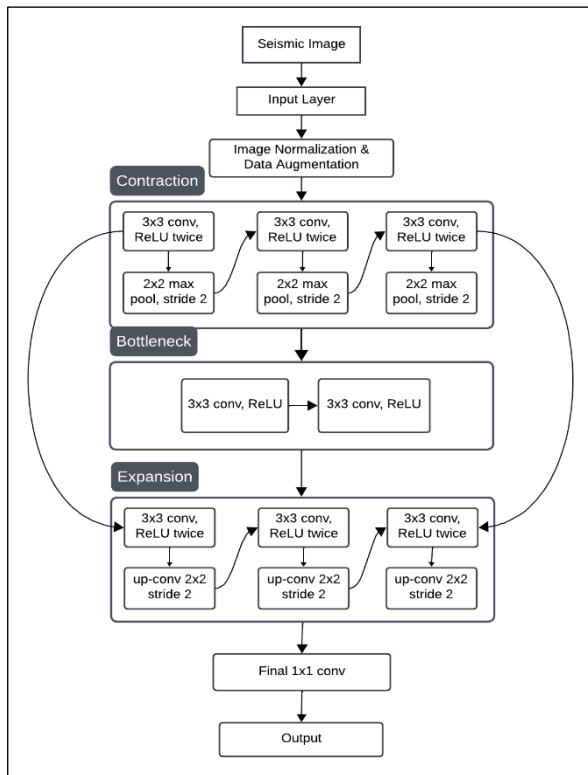 Seismic Image
Input Layer
Image Normalization &
Data Augmentation
Contraction
3x3 conv,
ReLU twice
2x2 max
pool, stride 2
3x3 conv,
ReLU twice
2x2 max
pool, stride 2
3x3 conv,
ReLU twice
2x2 max
pool, stride 2
Bottleneck
3x3 conv, ReLU
3x3 conv, ReLU
Expansion
3x3 conv,
ReLU twice
up-conv 2x2
stride 2
3x3 conv,
ReLU twice
up-conv 2x2
stride 2
3x3 conv,
ReLU twice
up-conv 2x2
stride 2
Final 1x1 conv
Output